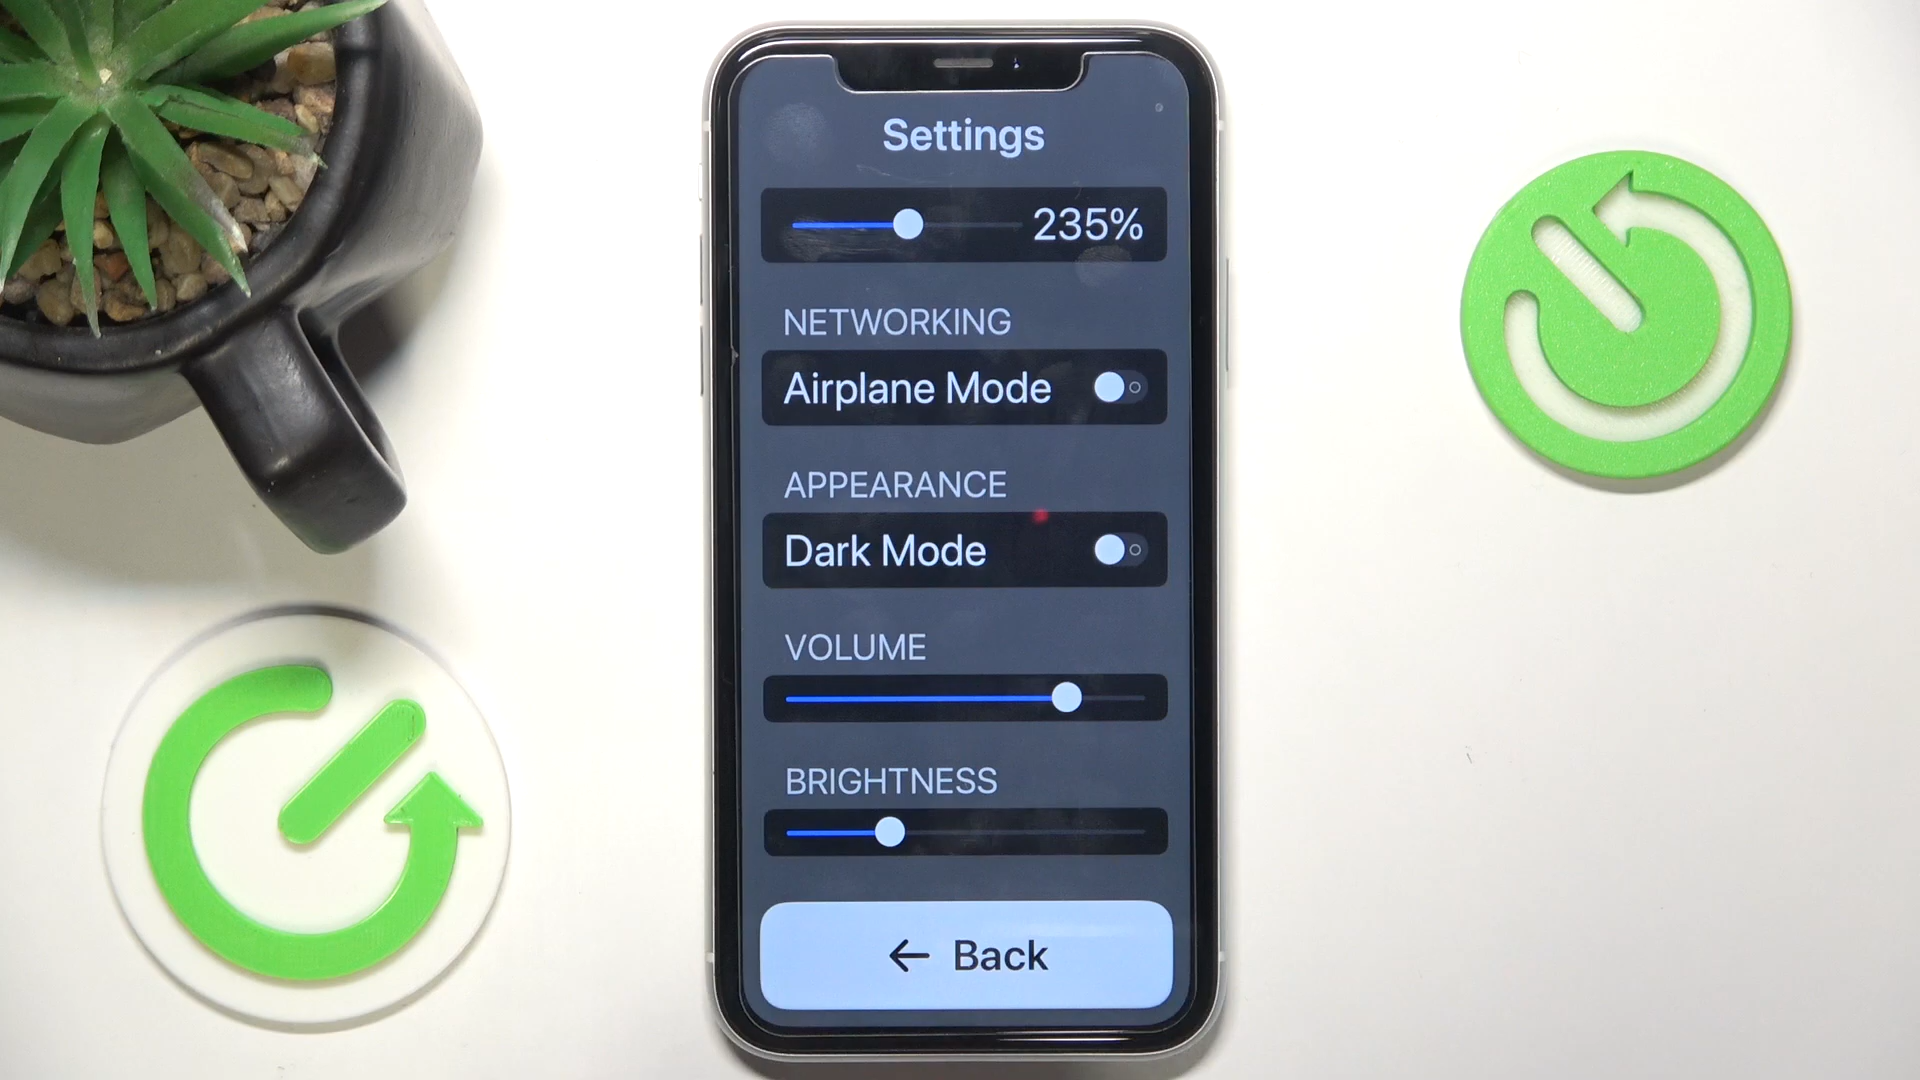 Settings
235%
NETWORKING
Airplane Mode
APPEARANCE
Dark Mode
VOLUME
BRIGHTNESS
← Back